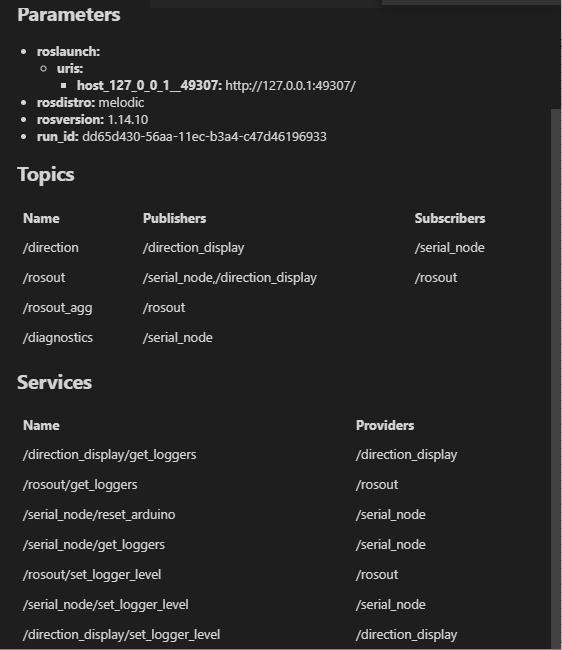 Parameters
roslaunch:
uris:
host_127_0_0_1__49307: http://127.0.0.1:49307/
rosdistro: melodic
rosversion: 1.14.10
run_id: dd65d430-56aa-11ec-b3a4-c47d46196933
Topics
Name Publishers Subscribers
/direction /direction_display /serial_node
/rosout /serial_node,/direction_display /rosout
/rosout_agg /rosout
/diagnostics /serial_node
Services
Name Providers
/direction_display/get_loggers /direction_display
/rosout/get_loggers /rosout
/serial_node/reset_arduino /serial_node
/serial_node/get_loggers /serial_node
/rosout/set_logger_level /rosout
/serial_node/set_logger_level /serial_node
/direction_display/set_logger_level /direction_display